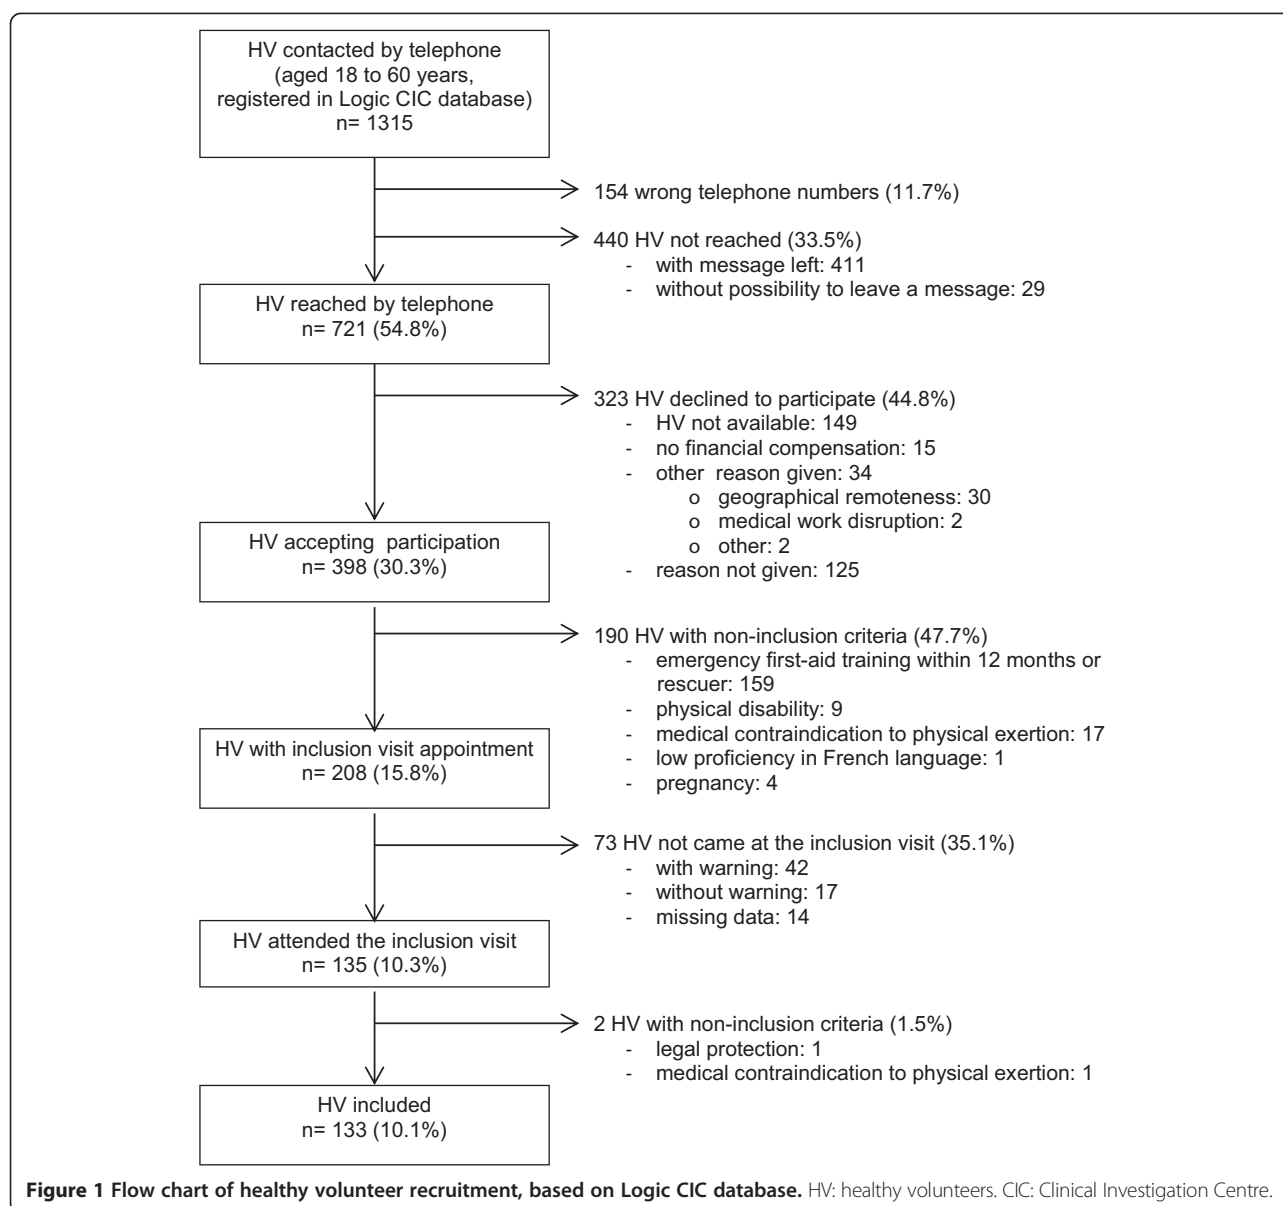 HV contacted by telephone
(aged 18 to 60 years,
registered in Logic CIC database)
n= 1315
154 wrong telephone numbers (11.7%)
440 HV not reached (33.5%)
- with message left: 411
- without possibility to leave a message: 29
HV reached by telephone
n= 721 (54.8%)
323 HV declined to participate (44.8%)
- HV not available: 149
- no financial compensation: 15
- other reason given: 34
o geographical remoteness: 30
o medical work disruption: 2
o other: 2
- reason not given: 125
HV accepting participation
n= 398 (30.3%)
190 HV with non-inclusion criteria (47.7%)
- emergency first-aid training within 12 months or
rescuer: 159
- physical disability: 9
- medical contraindication to physical exertion: 17
- low proficiency in French language: 1
- pregnancy: 4
HV with inclusion visit appointment
n= 208 (15.8%)
73 HV not came at the inclusion visit (35.1%)
- with warning: 42
- without warning: 17
- missing data: 14
HV attended the inclusion visit
n= 135 (10.3%)
2 HV with non-inclusion criteria (1.5%)
- legal protection: 1
- medical contraindication to physical exertion: 1
HV included
n= 133 (10.1%)
Figure 1 Flow chart of healthy volunteer recruitment, based on Logic CIC database. HV: healthy volunteers. CIC: Clinical Investigation Centre.